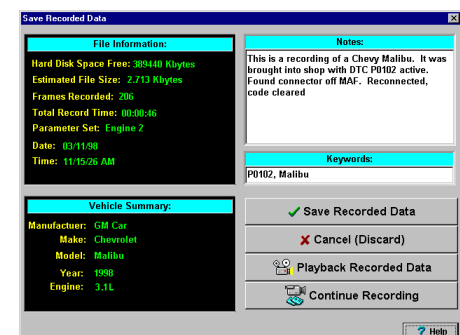 Save Recorded Data
File Information:
Hard Disk Space Free: 389440 Kbytes
Estimated File Size: 2.713 Kbytes
Frames Recorded: 206
Total Record Time: 00:00:46
Parameter Set: Engine 2
Date: 03/11/98
Time: 11/15/26 AM
Notes:
This is a recording of a Chevy Malibu. It was
brought into shop with DTC P0102 active.
Found connector off MAF. Reconnected,
code cleared
Keywords:
P0102, Malibu
Vehicle Summary:
Manufactuer: GM Car
Make: Chevrolet
Model: Malibu
Year: 1998
Engine: 3.1L
Save Recorded Data
Cancel (Discard)
Playback Recorded Data
Continue Recording
? Help